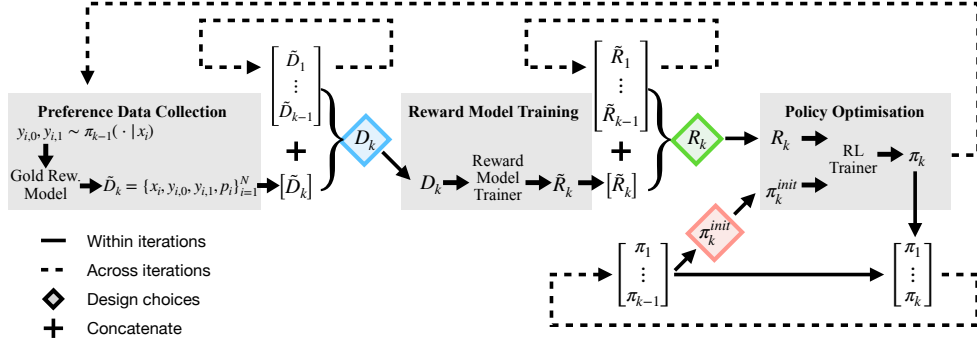 Preference Data Collection
y_{i,0}, y_{i,1} ~ π_{k−1}( · | x_i)
Gold Rew.
Model
D̃_k = {x_i, y_{i,0}, y_{i,1}, p_i}_{i=1}^N
D̃_1
⋮
D̃_{k−1}
+
[D̃_k]
D_k
Reward Model Training
D_k
Reward
Model
Trainer
R̃_k
R̃_1
⋮
R̃_{k−1}
+
[R̃_k]
R_k
Policy Optimisation
R_k
π_k^{init}
RL
Trainer
π_k
π_k^{init}
π_1
⋮
π_{k−1}
π_1
⋮
π_k
Within iterations
Across iterations
Design choices
+ Concatenate